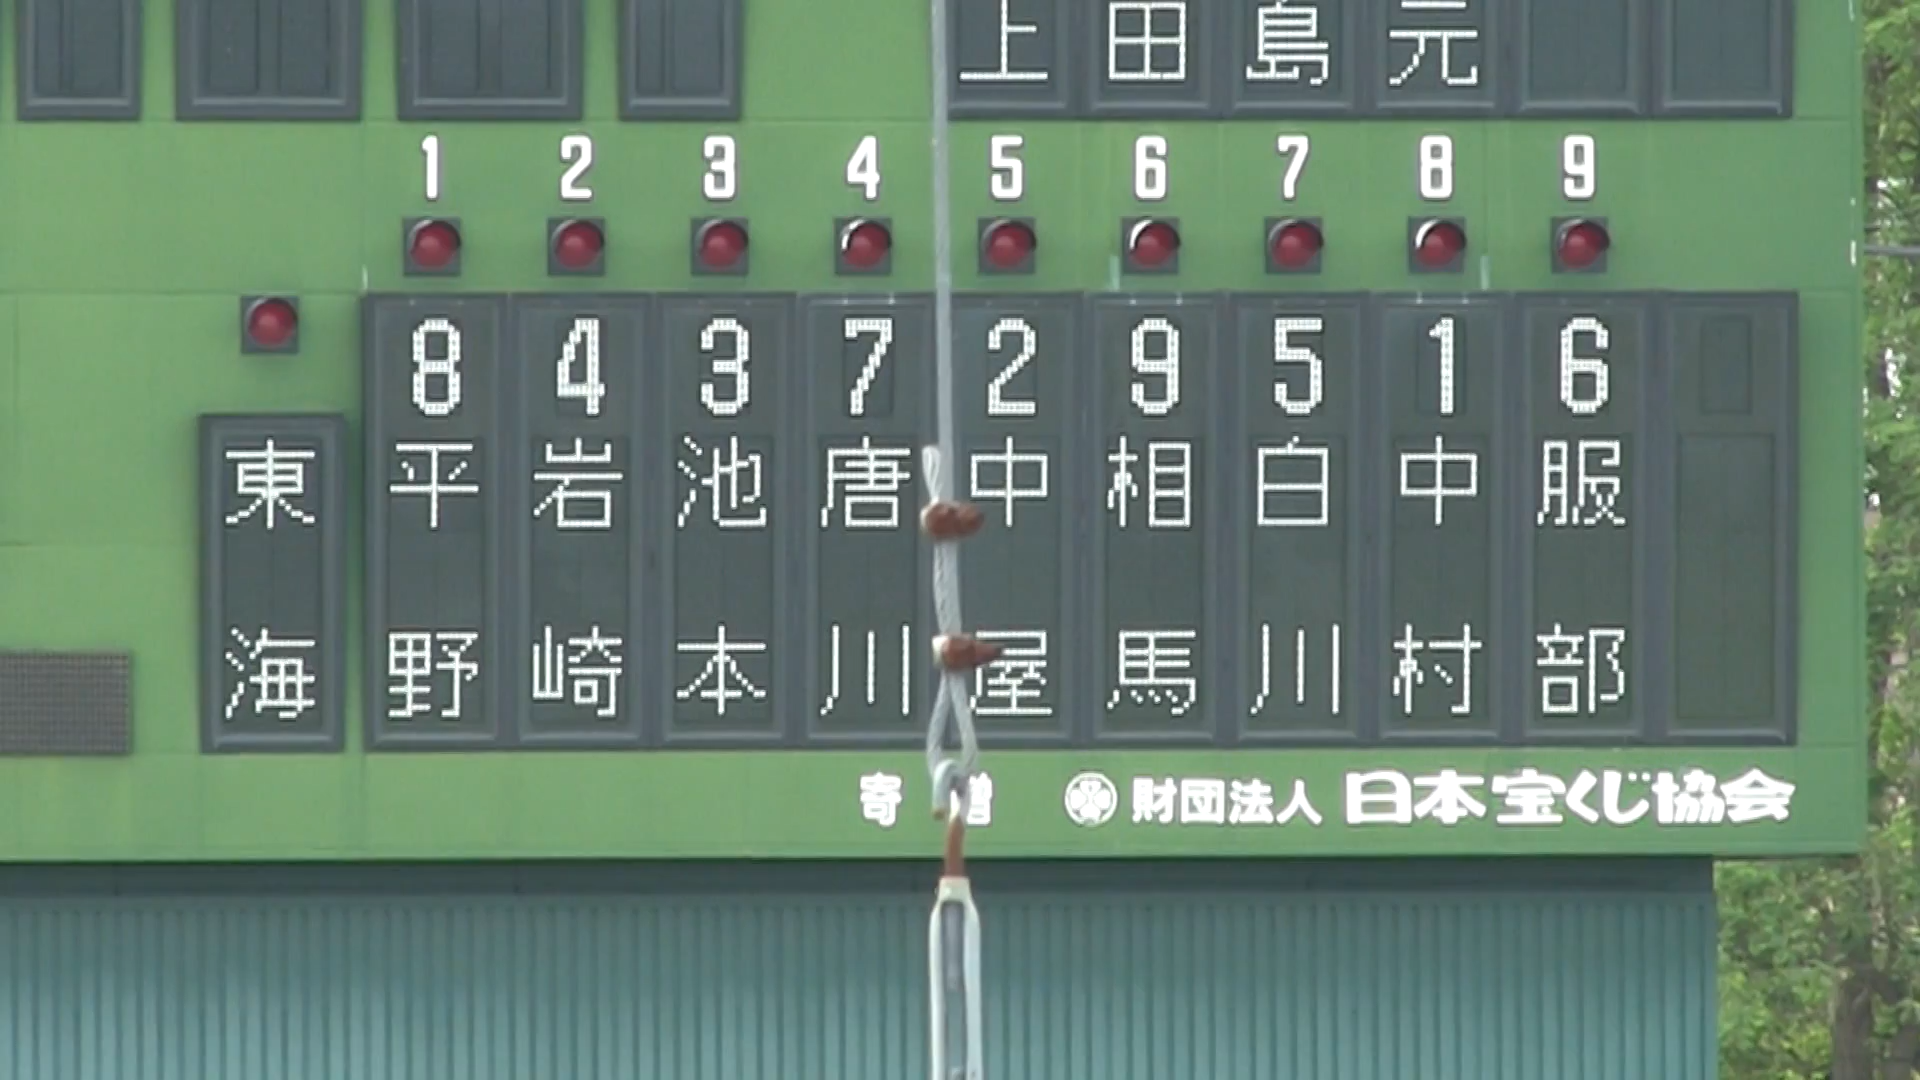 上 田 島 元
1 2 3 4 5 6 7 8 9
8 4 3 7 2 9 5 1 6
東海 平野 岩崎 池本 唐川 中屋 相馬 白川 中村 服部
寄贈 財団法人 日本宝くじ協会